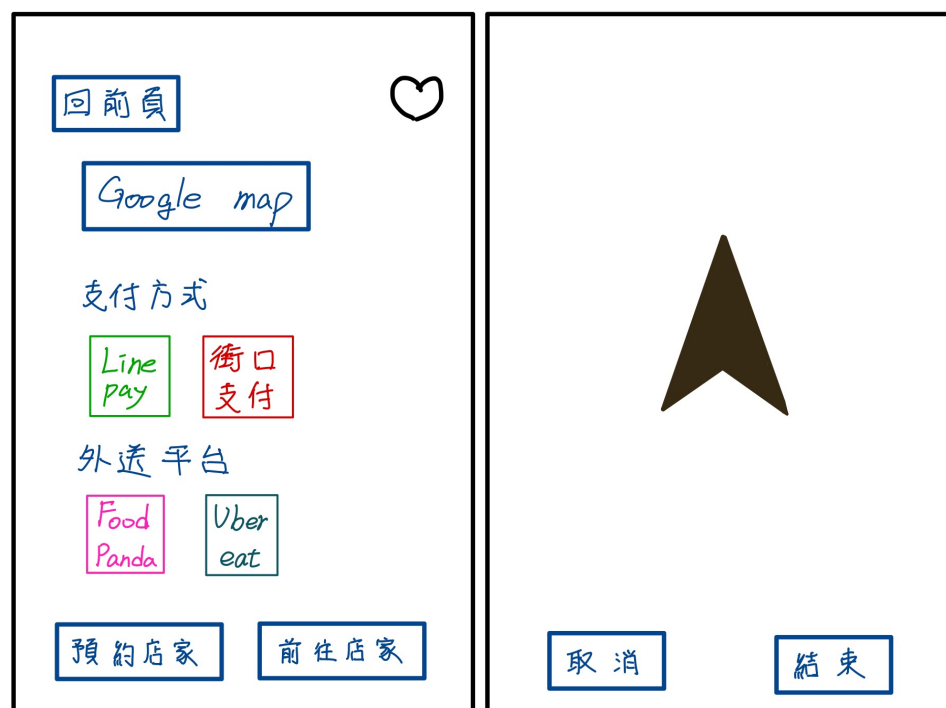 回前頁
Google map
支付方式
Line
pay
衝口
支付
外送平台
Food
Panda
Uber
eat
預約店家
前往店家
取消
結束